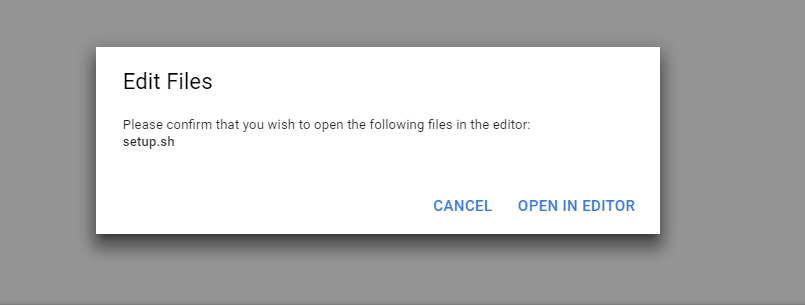 Edit Files
Please confirm that you wish to open the following files in the editor:
setup.sh
CANCEL OPEN IN EDITOR